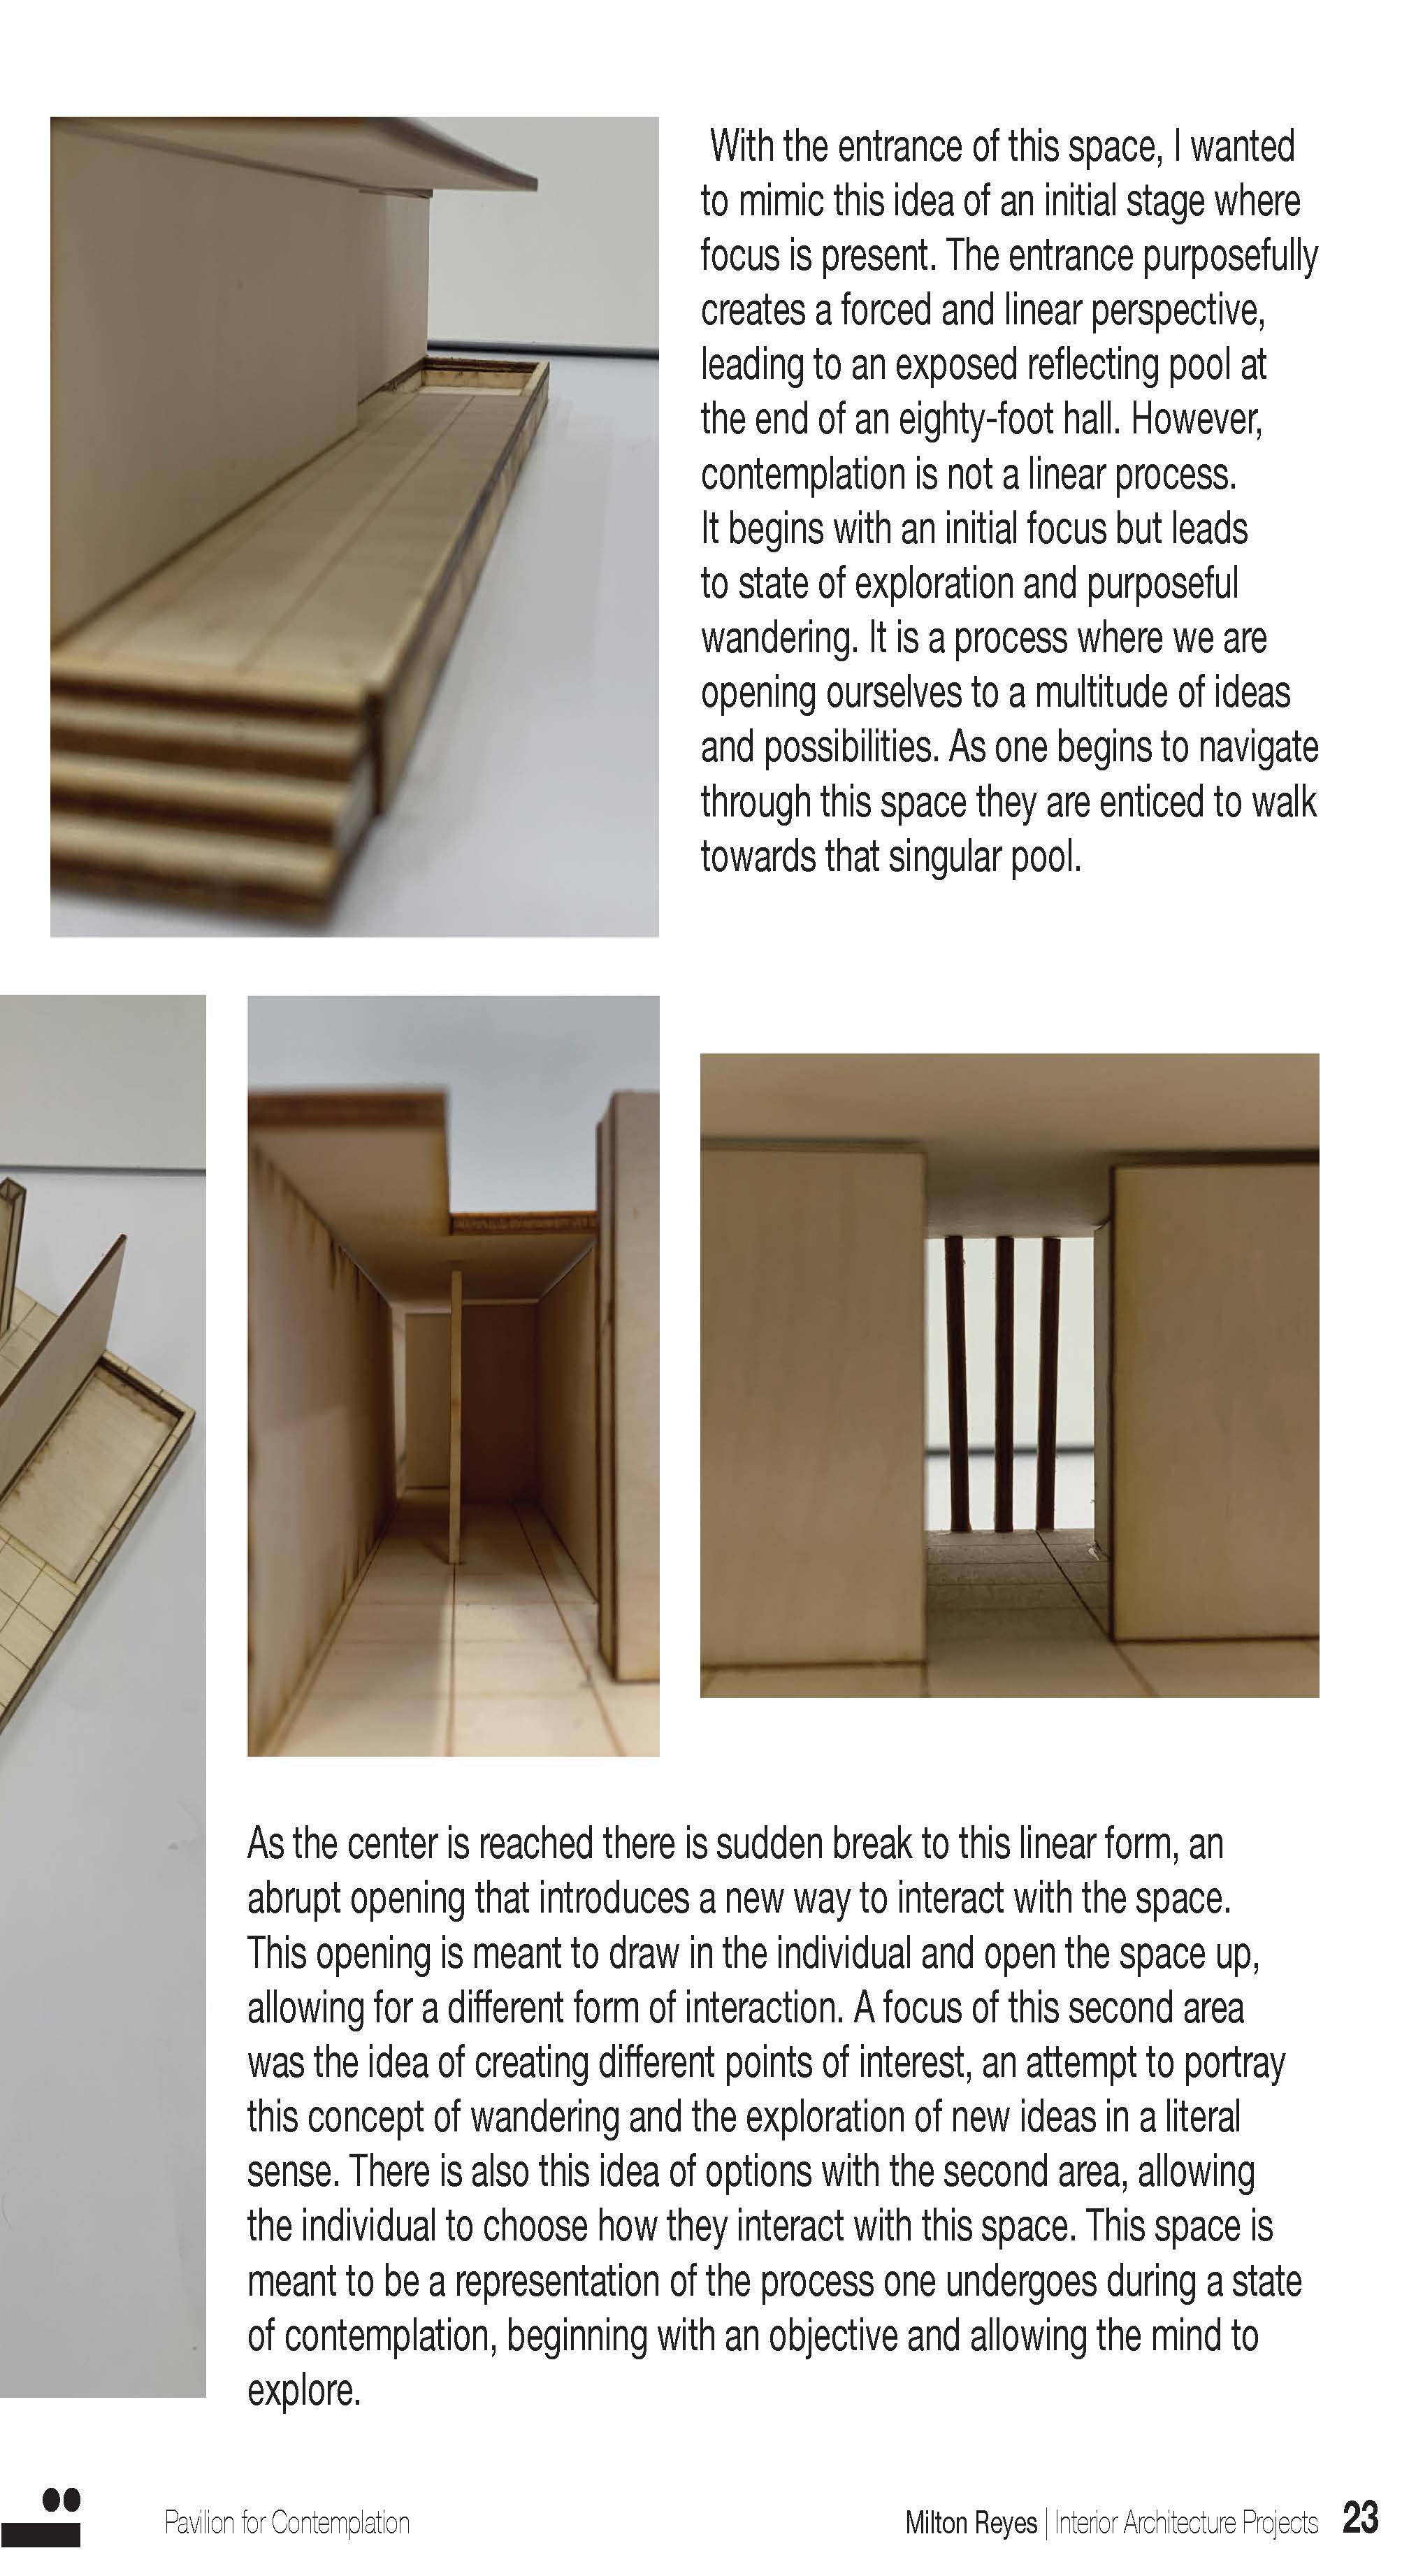 With the entrance of this space, I wanted
to mimic this idea of an initial stage where
focus is present. The entrance purposefully
creates a forced and linear perspective,
leading to an exposed reflecting pool at
the end of an eighty-foot hall. However,
contemplation is not a linear process.
It begins with an initial focus but leads
to state of exploration and purposeful
wandering. It is a process where we are
opening ourselves to a multitude of ideas
and possibilities. As one begins to navigate
through this space they are enticed to walk
towards that singular pool.
As the center is reached there is sudden break to this linear form, an
abrupt opening that introduces a new way to interact with the space.
This opening is meant to draw in the individual and open the space up,
allowing for a different form of interaction. A focus of this second area
was the idea of creating different points of interest, an attempt to portray
this concept of wandering and the exploration of new ideas in a literal
sense. There is also this idea of options with the second area, allowing
the individual to choose how they interact with this space. This space is
meant to be a representation of the process one undergoes during a state
of contemplation, beginning with an objective and allowing the mind to
explore.
Pavilion for Contemplation
Milton Reyes | Interior Architecture Projects 23